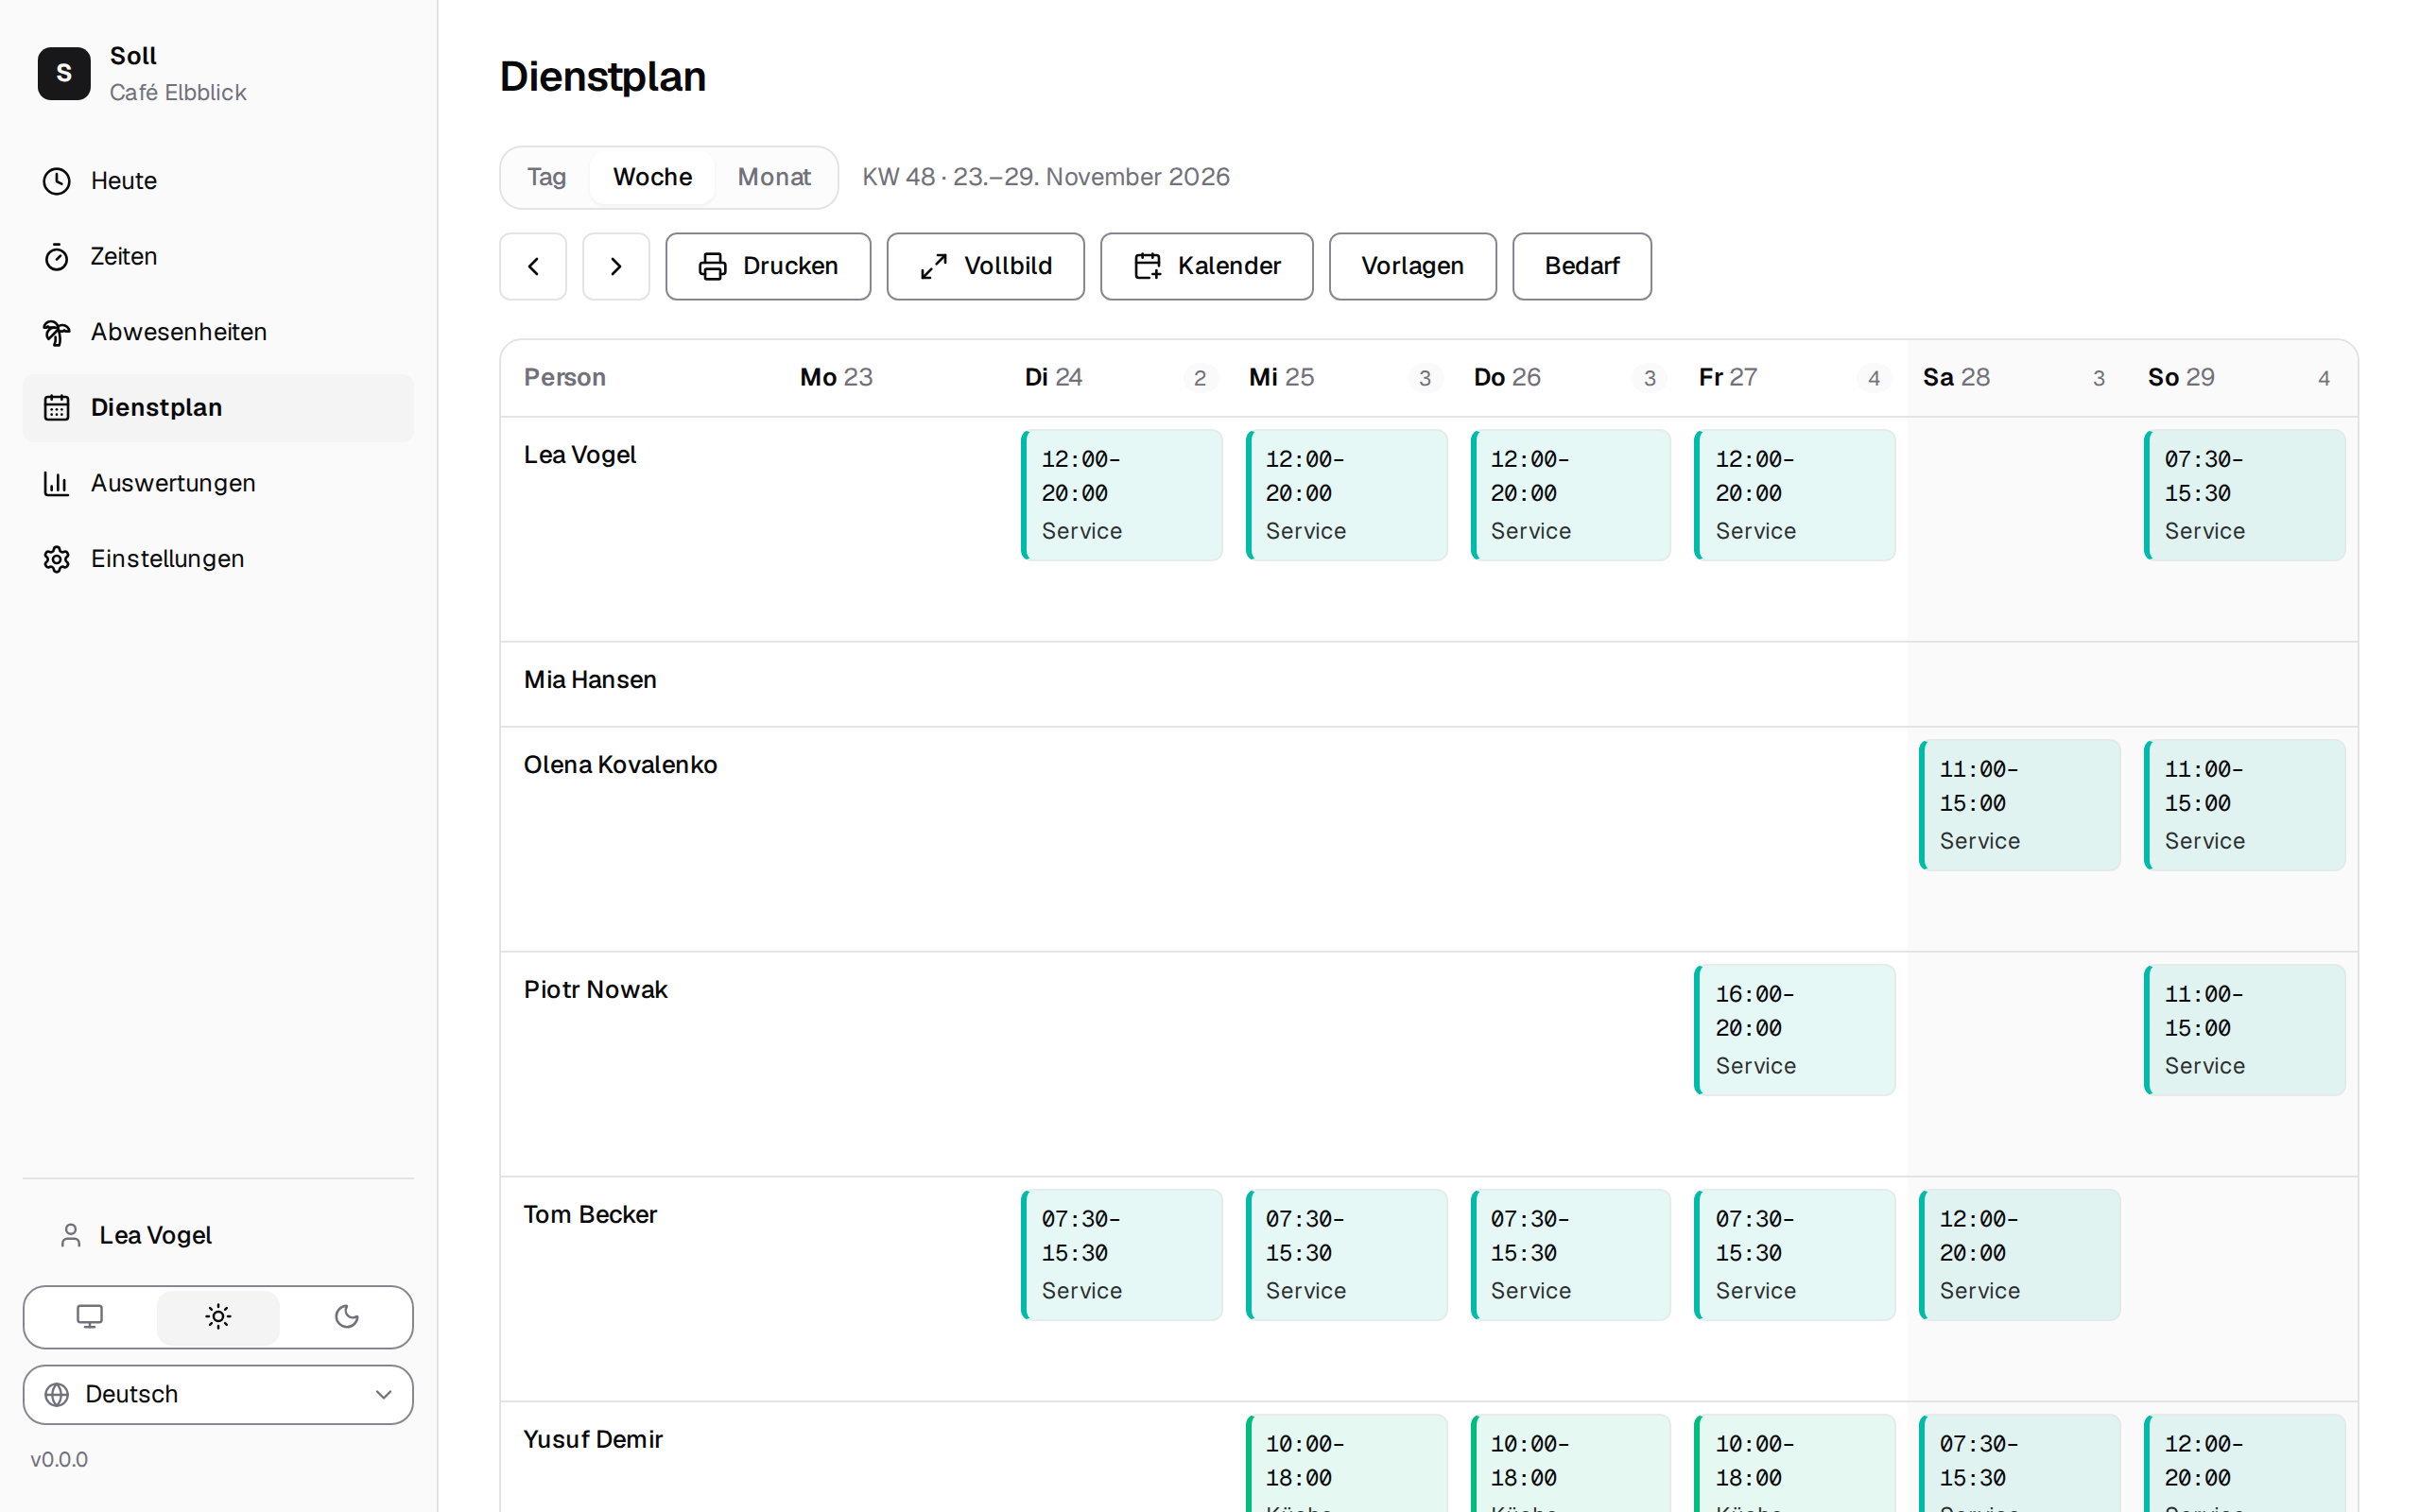 S
Soll
Café Elbblick
Heute
Zeiten
Abwesenheiten
Dienstplan
Auswertungen
Einstellungen
Lea Vogel
Deutsch
v0.0.0
Dienstplan
Tag Woche Monat KW 48 · 23.–29. November 2026
Drucken Vollbild Kalender Vorlagen Bedarf
Person Mo 23 Di 24 2 Mi 25 3 Do 26 3 Fr 27 4 Sa 28 3 So 29 4
Lea Vogel
12:00– 12:00– 12:00– 12:00– 07:30–
20:00 20:00 20:00 20:00 15:30
Service Service Service Service Service
Mia Hansen
Olena Kovalenko
11:00– 11:00–
15:00 15:00
Service Service
Piotr Nowak
16:00– 11:00–
20:00 15:00
Service Service
Tom Becker
07:30– 07:30– 07:30– 07:30– 12:00–
15:30 15:30 15:30 15:30 20:00
Service Service Service Service Service
Yusuf Demir
10:00– 10:00– 10:00– 07:30– 12:00–
18:00 18:00 18:00 15:30 20:00